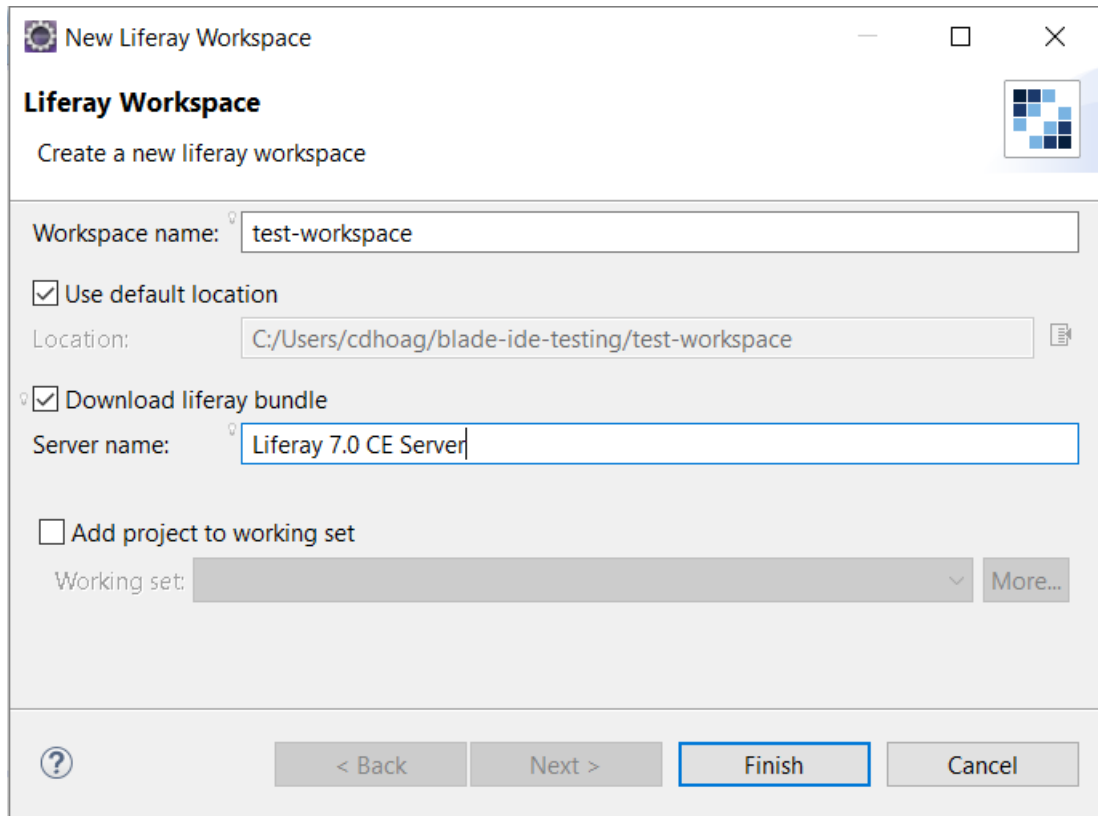 New Liferay Workspace
Liferay Workspace
Create a new liferay workspace
Workspace name: test-workspace
Use default location
Location: C:/Users/cdhoag/blade-ide-testing/test-workspace
Download liferay bundle
Server name: Liferay 7.0 CE Server
Add project to working set
Working set: More...
? < Back Next > Finish Cancel